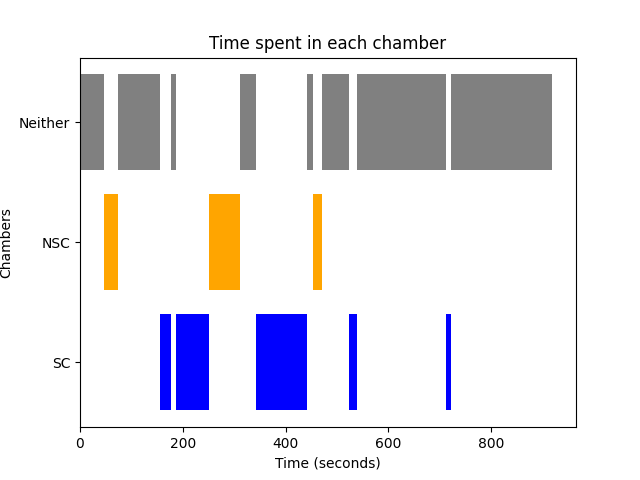 Time spent in each chamber
Neither
NSC
SC
Chambers
0 200 400 600 800
Time (seconds)